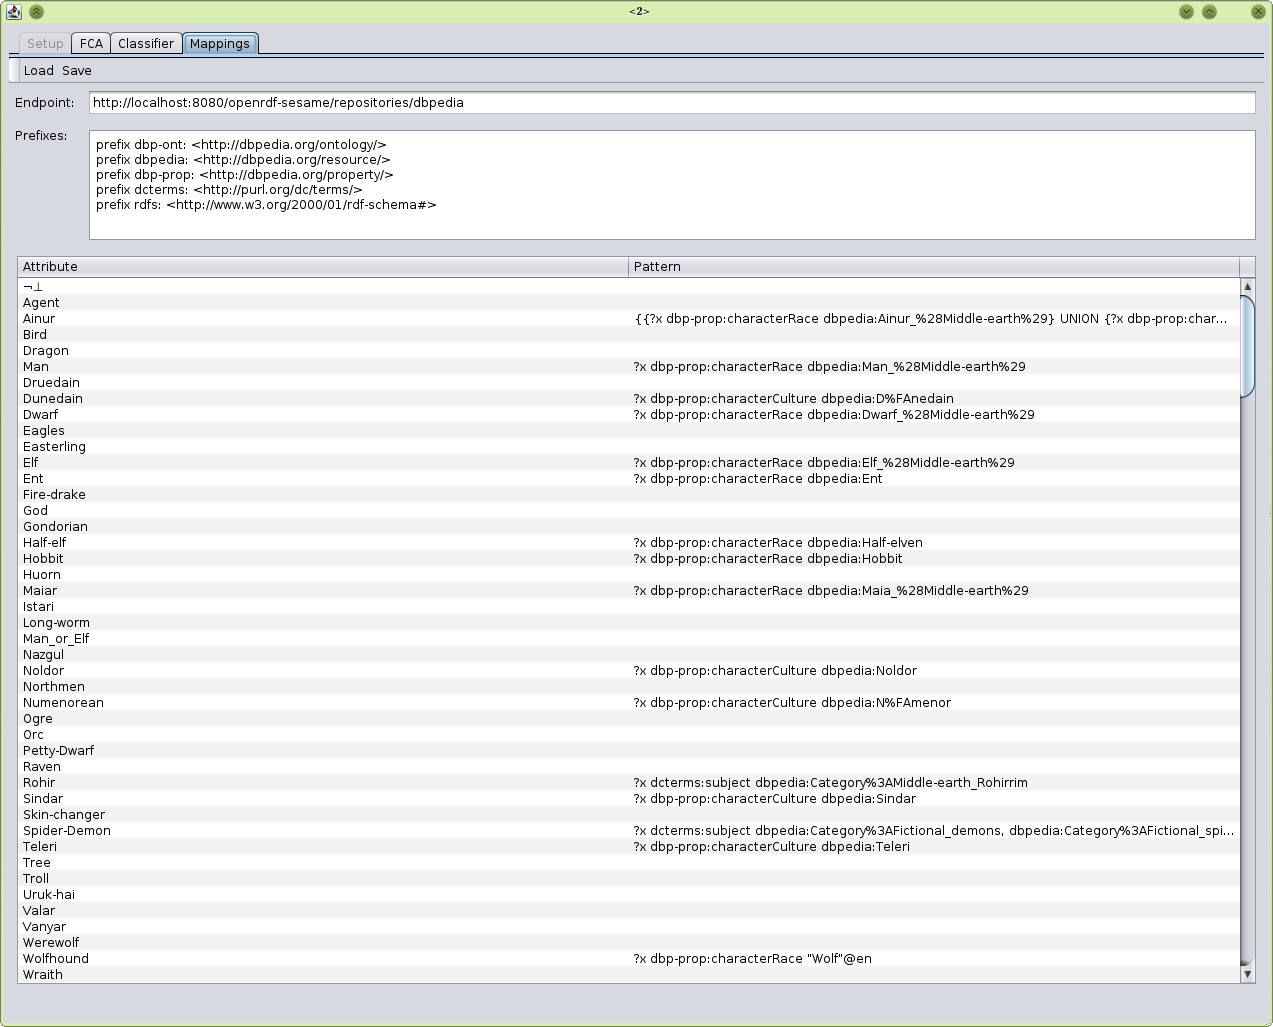 <2>
Setup FCA Classifier Mappings
Load Save
Endpoint: http://localhost:8080/openrdf-sesame/repositories/dbpedia
Prefixes:
prefix dbp-ont: <http://dbpedia.org/ontology/>
prefix dbpedia: <http://dbpedia.org/resource/>
prefix dbp-prop: <http://dbpedia.org/property/>
prefix dcterms: <http://purl.org/dc/terms/>
prefix rdfs: <http://www.w3.org/2000/01/rdf-schema#>
Attribute Pattern
¬⊥
Agent
Ainur {{?x dbp-prop:characterRace dbpedia:Ainur_%28Middle-earth%29} UNION {?x dbp-prop:char...
Bird
Dragon
Man ?x dbp-prop:characterRace dbpedia:Man_%28Middle-earth%29
Druedain
Dunedain ?x dbp-prop:characterCulture dbpedia:D%FAnedain
Dwarf ?x dbp-prop:characterRace dbpedia:Dwarf_%28Middle-earth%29
Eagles
Easterling
Elf ?x dbp-prop:characterRace dbpedia:Elf_%28Middle-earth%29
Ent ?x dbp-prop:characterRace dbpedia:Ent
Fire-drake
God
Gondorian
Half-elf ?x dbp-prop:characterRace dbpedia:Half-elven
Hobbit ?x dbp-prop:characterRace dbpedia:Hobbit
Huorn
Maiar ?x dbp-prop:characterRace dbpedia:Maia_%28Middle-earth%29
Istari
Long-worm
Man_or_Elf
Nazgul
Noldor ?x dbp-prop:characterCulture dbpedia:Noldor
Northmen
Numenorean ?x dbp-prop:characterCulture dbpedia:N%FAmenor
Ogre
Orc
Petty-Dwarf
Raven
Rohir ?x dcterms:subject dbpedia:Category%3AMiddle-earth_Rohirrim
Sindar ?x dbp-prop:characterCulture dbpedia:Sindar
Skin-changer
Spider-Demon ?x dcterms:subject dbpedia:Category%3AFictional_demons, dbpedia:Category%3AFictional_spi...
Teleri ?x dbp-prop:characterCulture dbpedia:Teleri
Tree
Troll
Uruk-hai
Valar
Vanyar
Werewolf
Wolfhound ?x dbp-prop:characterRace "Wolf"@en
Wraith